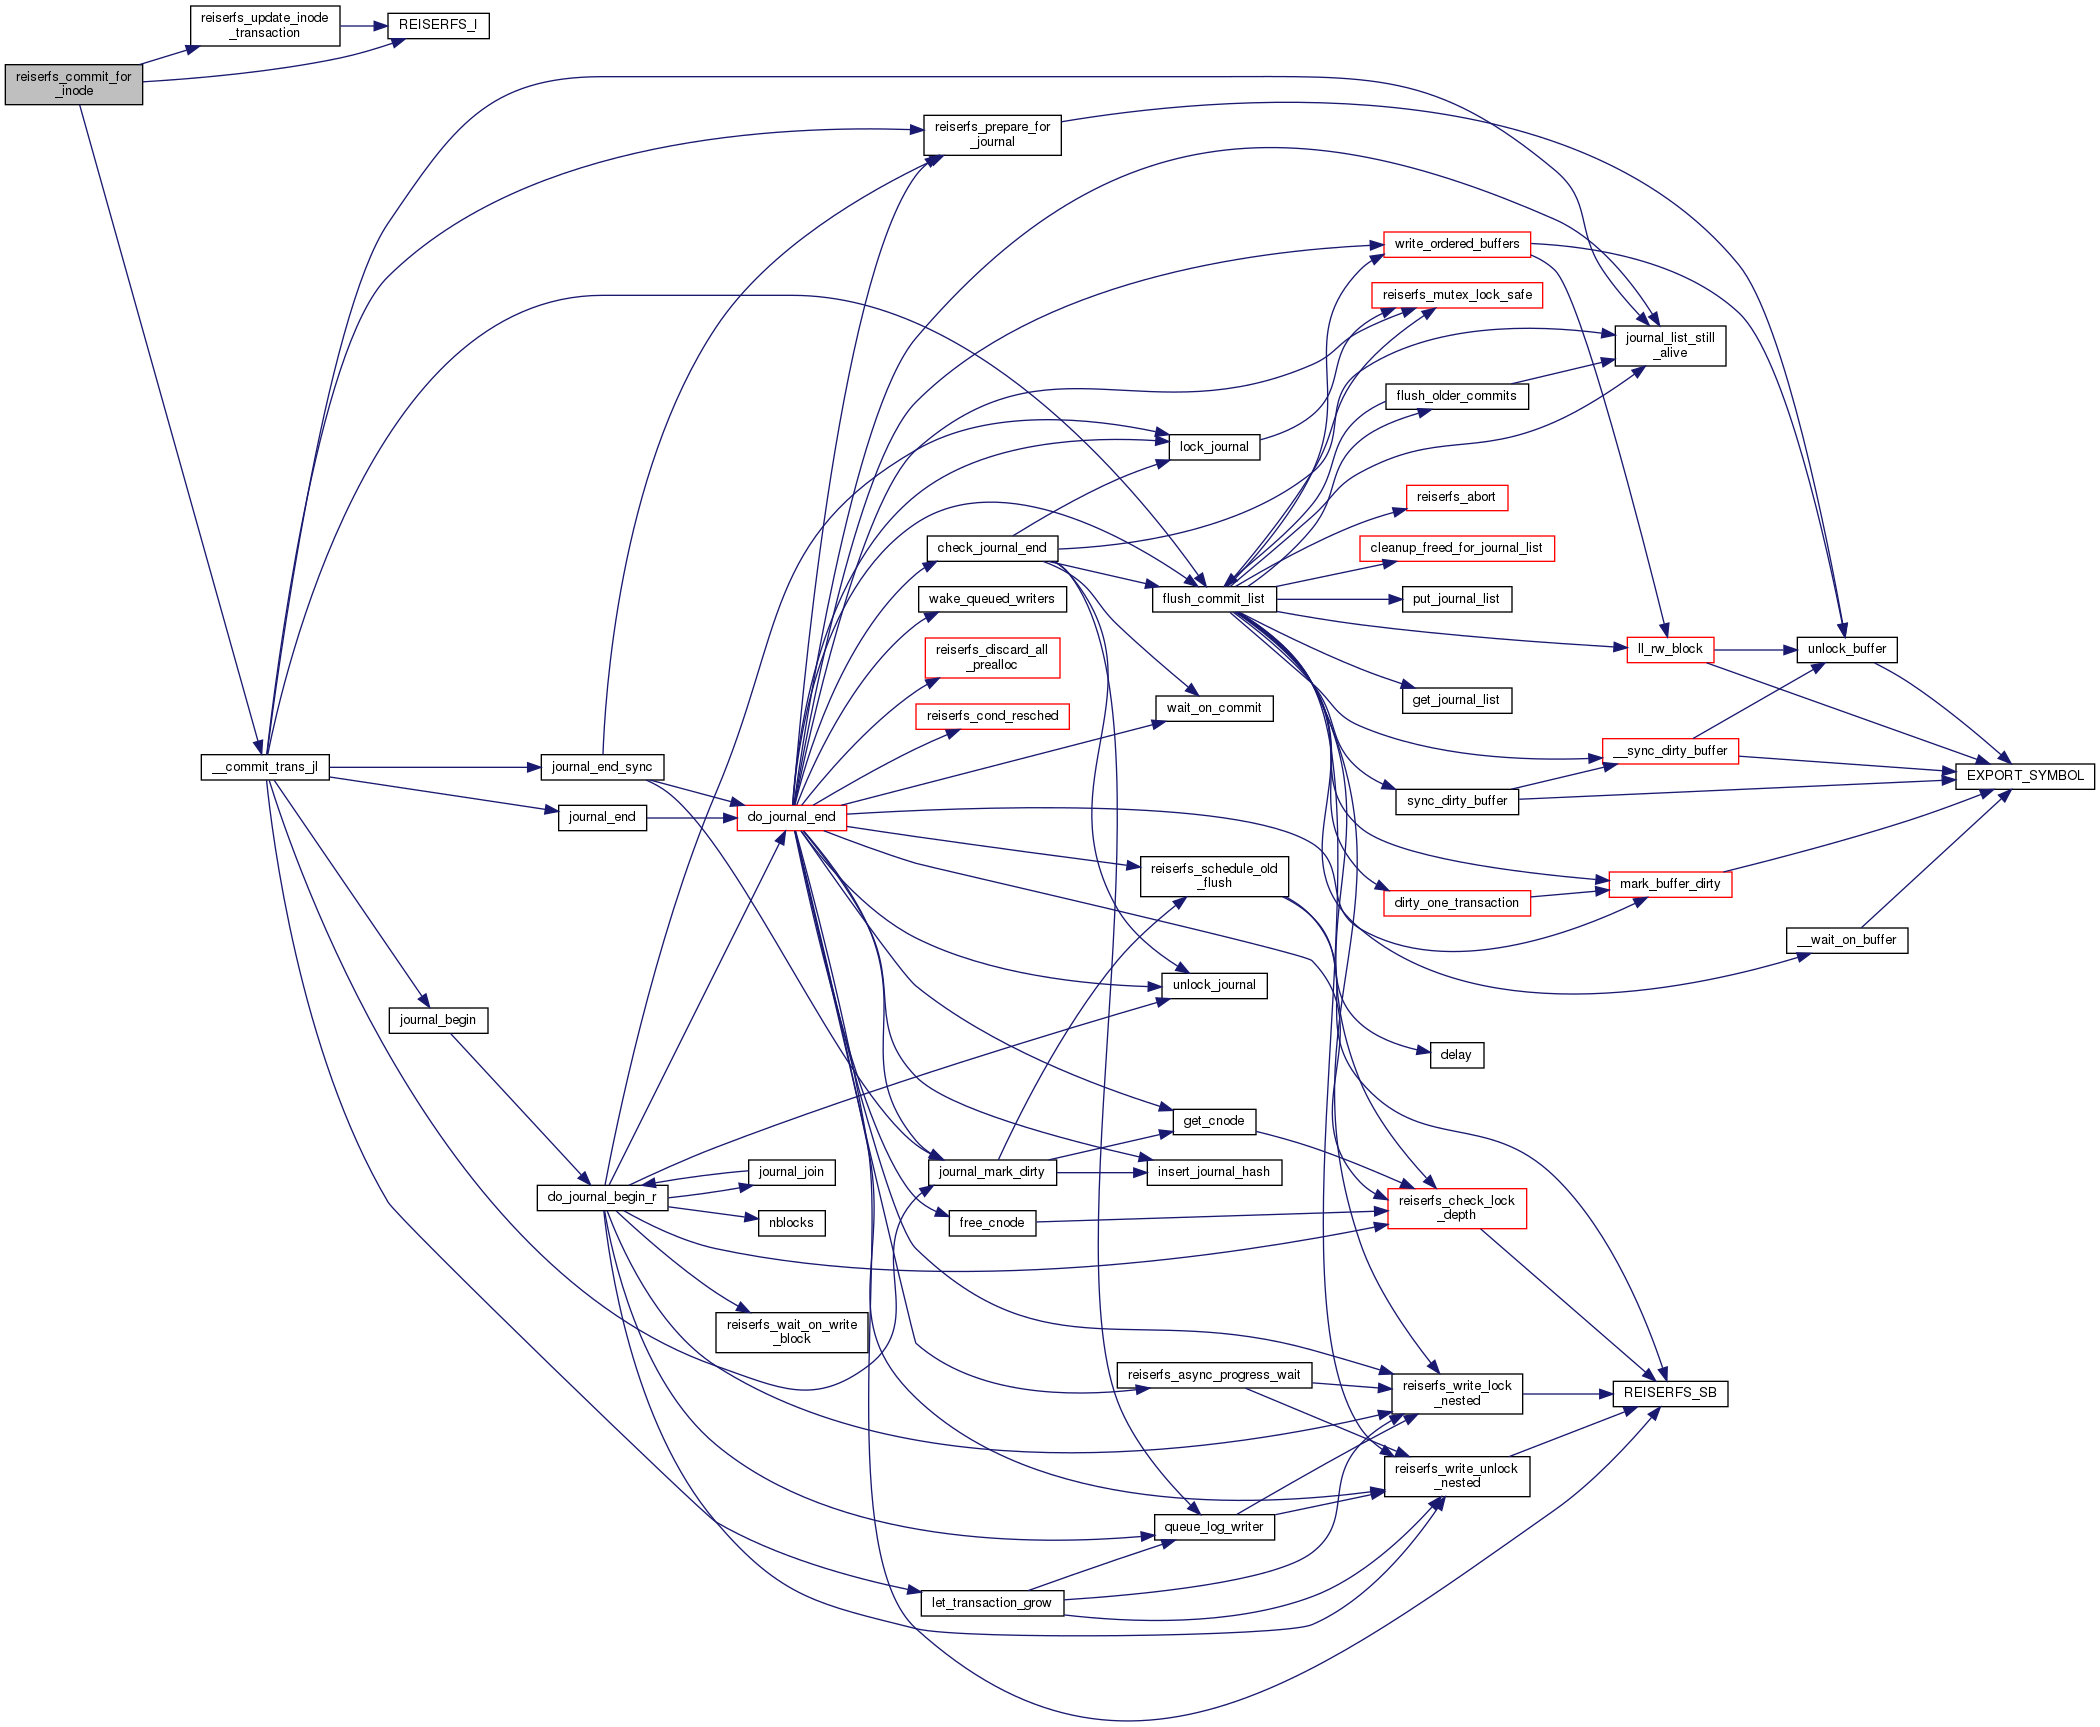 reiserfs_update_inode
_transaction
REISERFS_I
reiserfs_commit_for
_inode
reiserfs_prepare_for
_journal
write_ordered_buffers
reiserfs_mutex_lock_safe
journal_list_still
_alive
flush_older_commits
lock_journal
reiserfs_abort
check_journal_end
cleanup_freed_for_journal_list
wake_queued_writers
flush_commit_list
put_journal_list
reiserfs_discard_all
_prealloc
ll_rw_block
unlock_buffer
reiserfs_cond_resched
wait_on_commit
get_journal_list
__commit_trans_jl
journal_end_sync
__sync_dirty_buffer
EXPORT_SYMBOL
journal_end
do_journal_end
sync_dirty_buffer
reiserfs_schedule_old
_flush
mark_buffer_dirty
dirty_one_transaction
__wait_on_buffer
unlock_journal
journal_begin
delay
get_cnode
journal_join
journal_mark_dirty
insert_journal_hash
do_journal_begin_r
nblocks
free_cnode
reiserfs_check_lock
_depth
reiserfs_wait_on_write
_block
reiserfs_async_progress_wait
reiserfs_write_lock
_nested
REISERFS_SB
reiserfs_write_unlock
_nested
queue_log_writer
let_transaction_grow